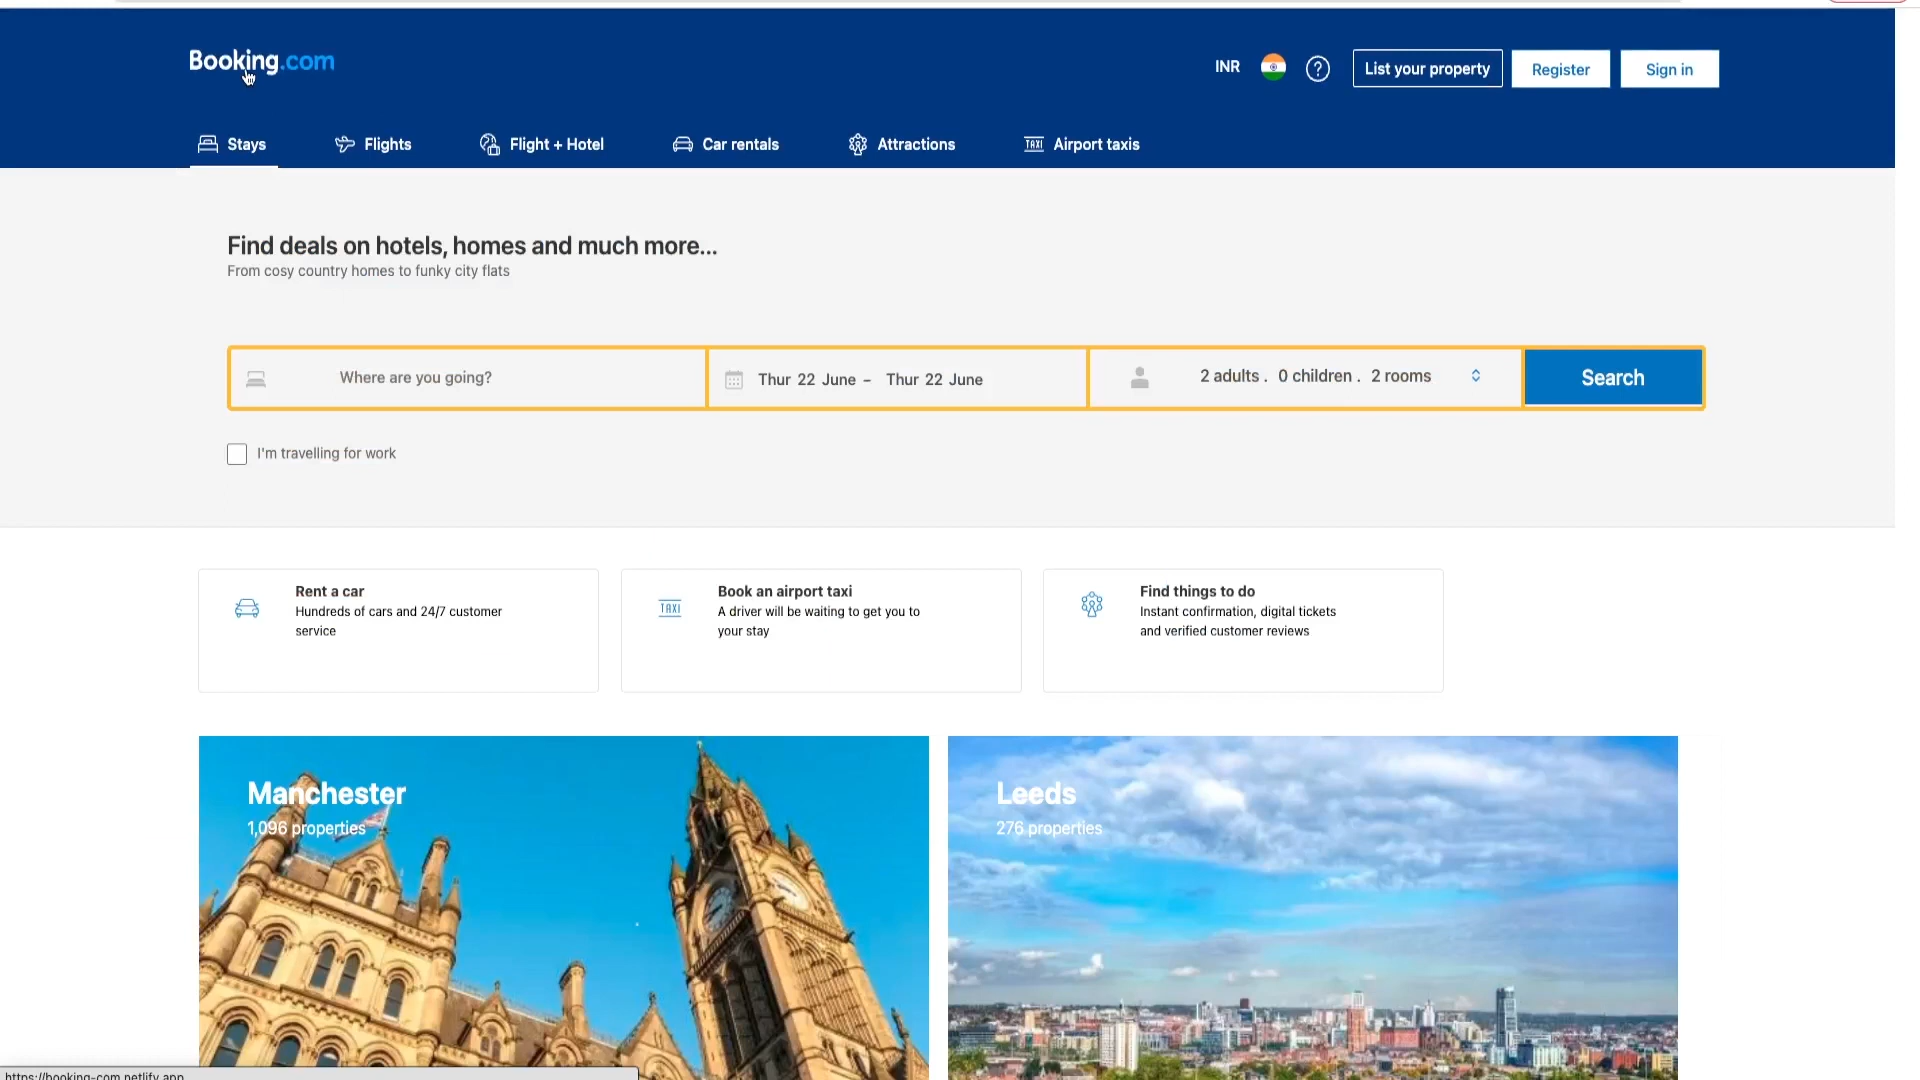 Booking.com
INR
?
List your property
Register
Sign in
Stays
Flights
Flight + Hotel
Car rentals
Attractions
TAXI
Airport taxis
Find deals on hotels, homes and much more...
From cosy country homes to funky city flats
Where are you going?
Thur 22 June – Thur 22 June
2 adults . 0 children . 2 rooms
Search
I'm travelling for work
Rent a car
Hundreds of cars and 24/7 customer
service
TAXI
Book an airport taxi
A driver will be waiting to get you to
your stay
Find things to do
Instant confirmation, digital tickets
and verified customer reviews
Manchester
1,096 properties
Leeds
276 properties
https://booking-com.netlify.app